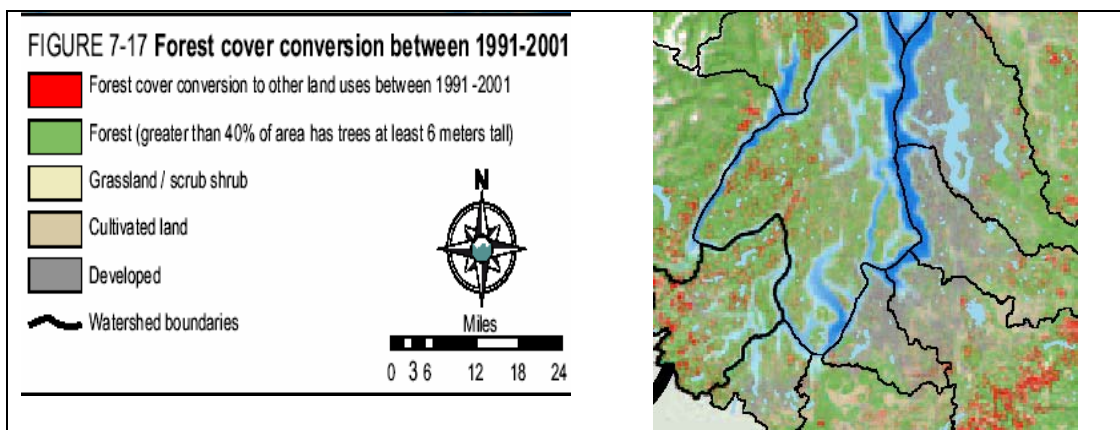 FIGURE 7-17 Forest cover conversion between 1991-2001
Forest cover conversion to other land uses between 1991 -2001
Forest (greater than 40% of area has trees at least 6 meters tall)
Grassland / scrub shrub
Cultivated land
Developed
Watershed boundaries
N
Miles
0 3 6 12 18 24